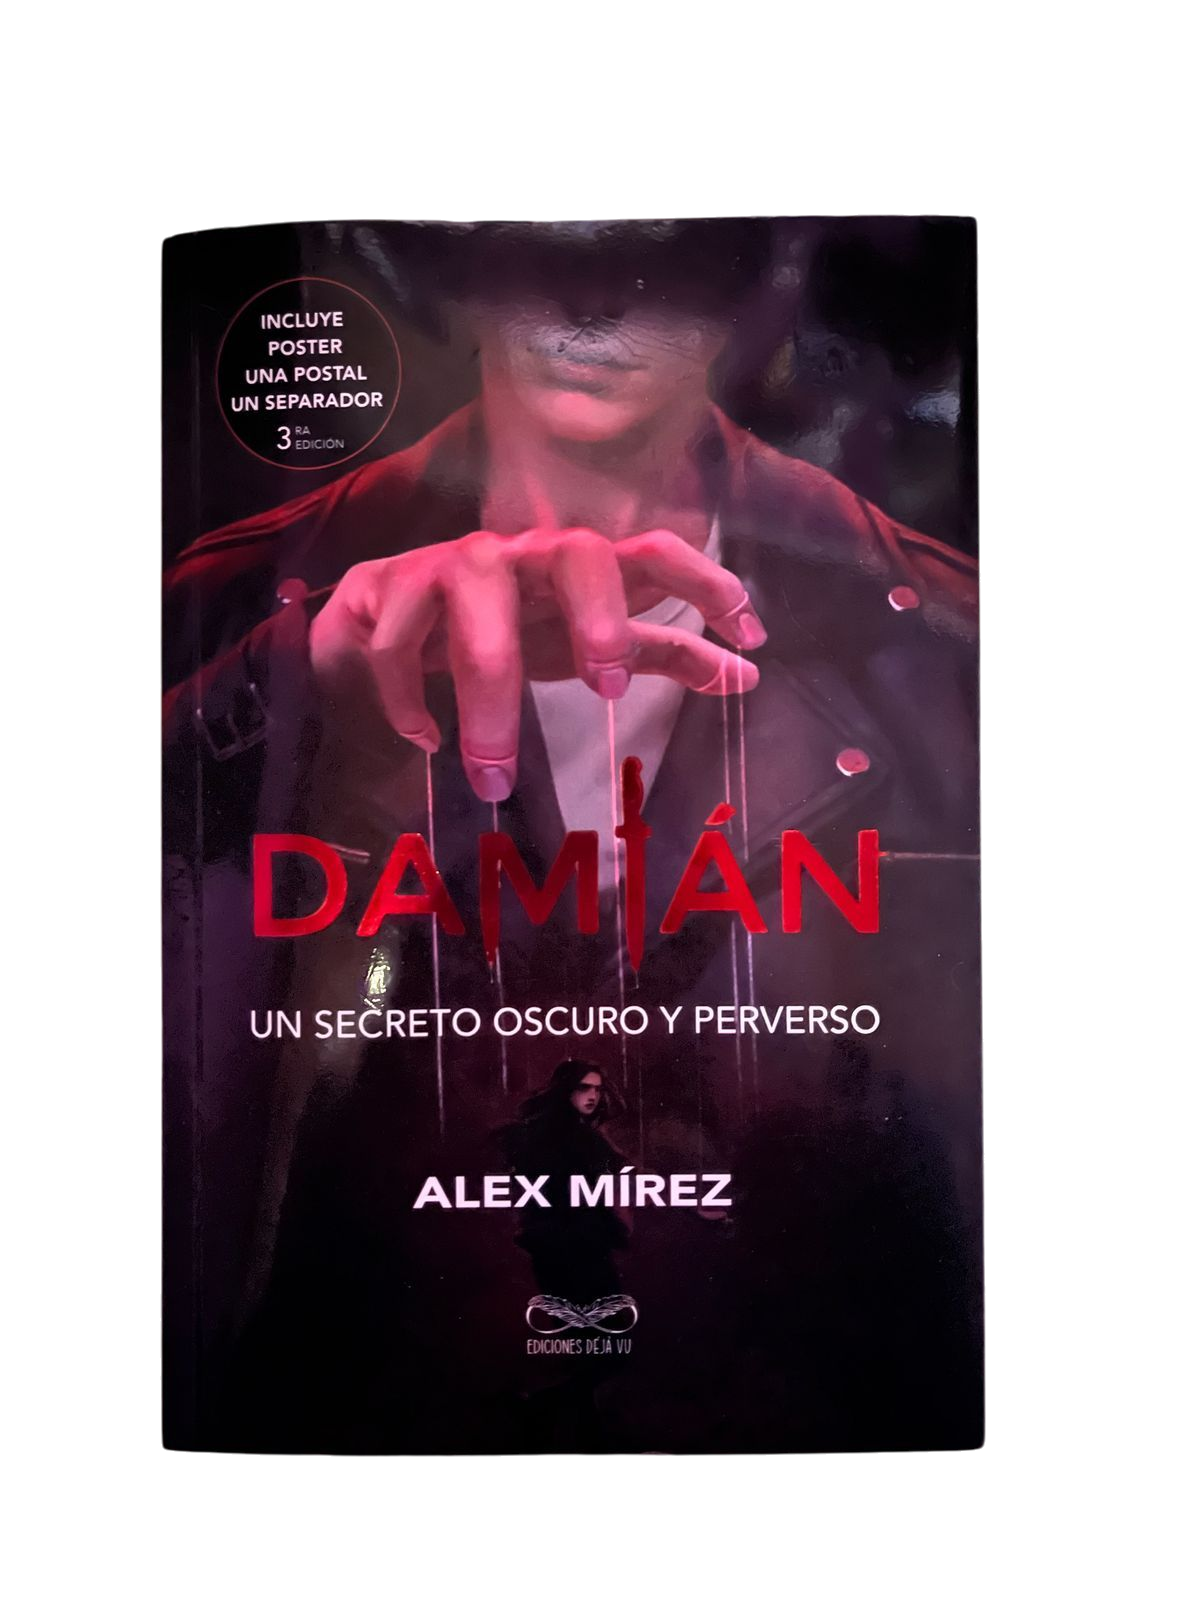 INCLUYE
POSTER
UNA POSTAL
UN SEPARADOR
3 RA
EDICIÓN
DAMIÁN
UN SECRETO OSCURO Y PERVERSO
ALEX MÍREZ
EDICIONES DÉJÀ VU